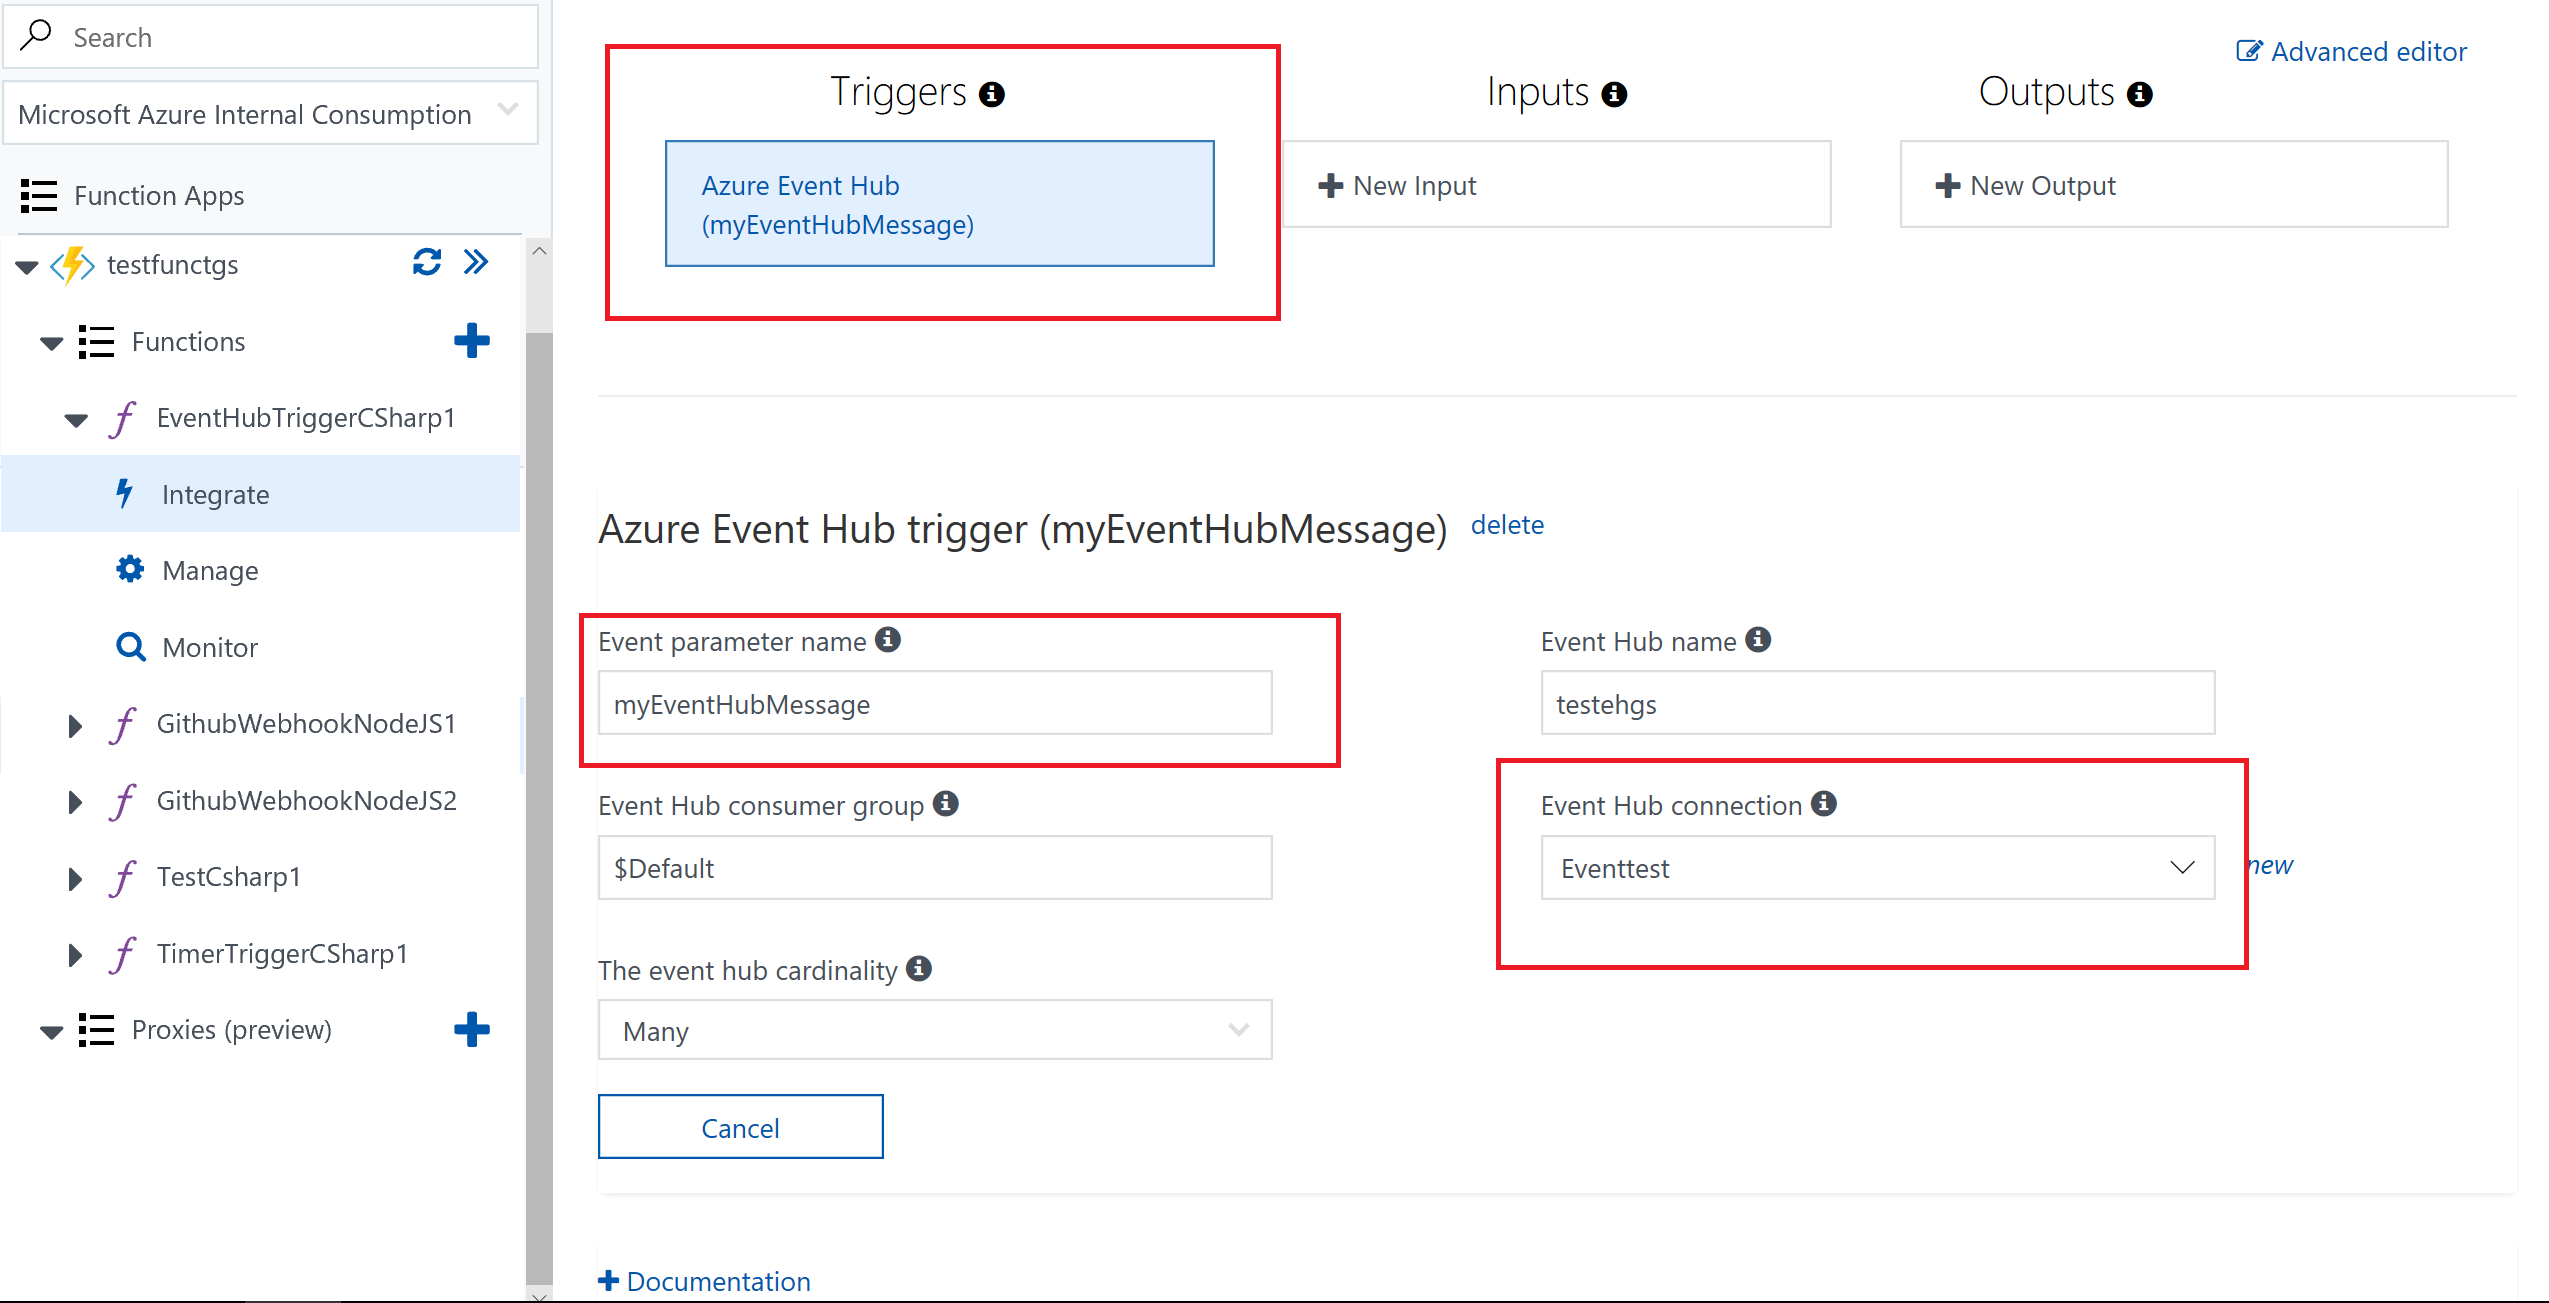 Search
Microsoft Azure Internal Consumption
Function Apps
testfunctgs
Functions
EventHubTriggerCSharp1
Integrate
Manage
Monitor
GithubWebhookNodeJS1
GithubWebhookNodeJS2
TestCsharp1
TimerTriggerCSharp1
Proxies (preview)
Advanced editor
Triggers
Inputs
Outputs
Azure Event Hub
(myEventHubMessage)
New Input
New Output
Azure Event Hub trigger (myEventHubMessage) delete
Event parameter name
myEventHubMessage
Event Hub name
testehgs
Event Hub consumer group
$Default
Event Hub connection
Eventtest
new
The event hub cardinality
Many
Cancel
Documentation